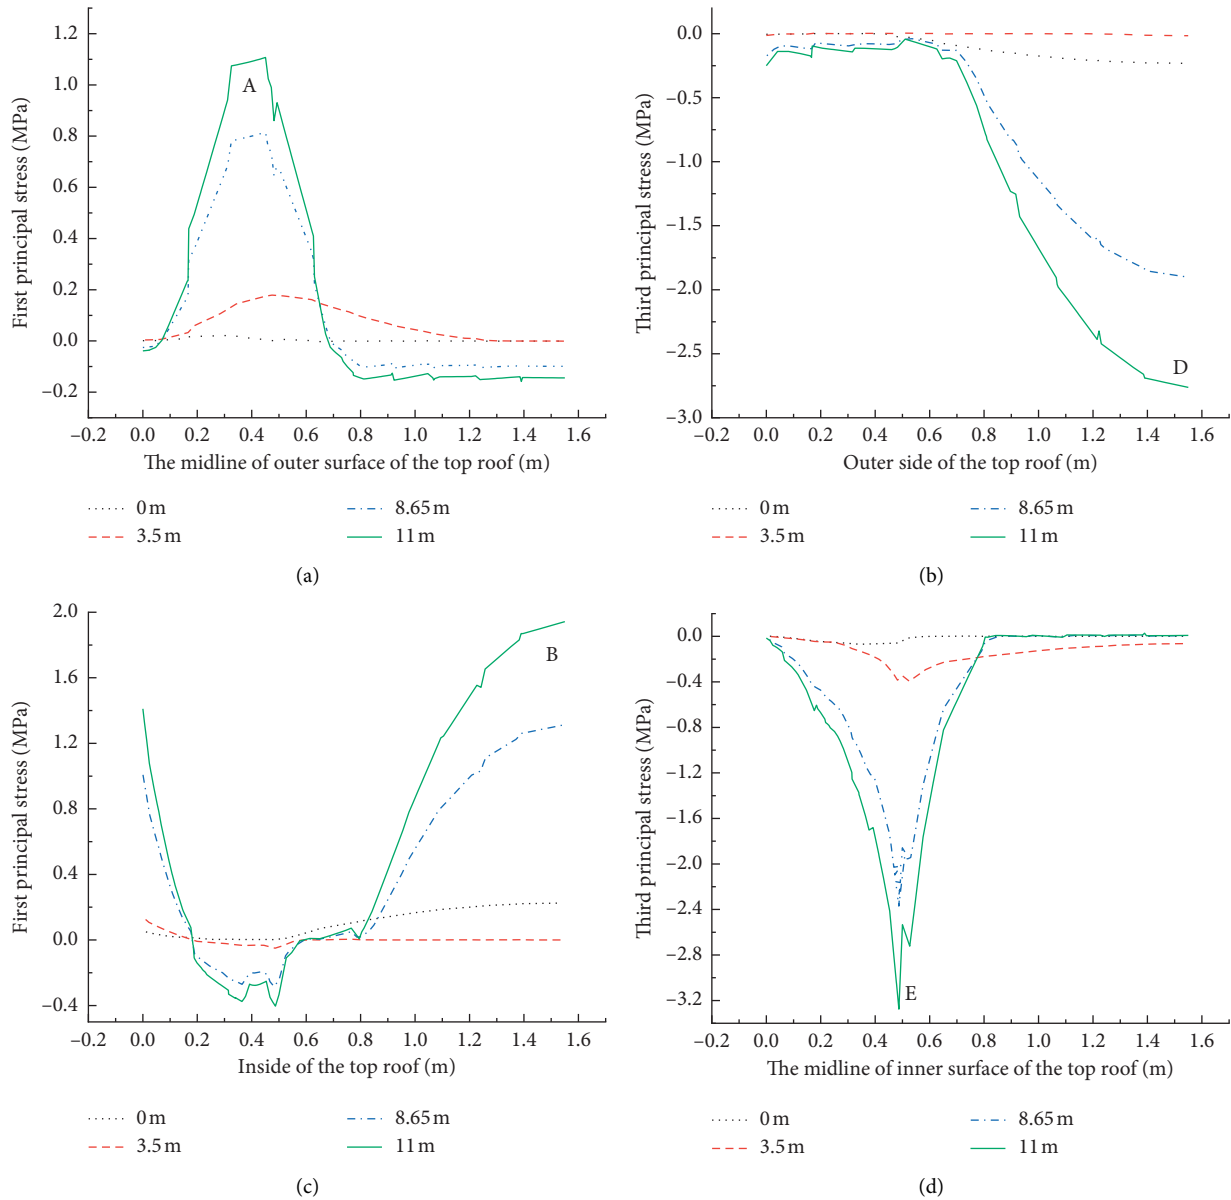 First principal stress (MPa)
1.2
1.0
0.8
0.6
0.4
0.2
0.0
−0.2
A
−0.2 0.0 0.2 0.4 0.6 0.8 1.0 1.2 1.4 1.6
The midline of outer surface of the top roof (m)
0 m 8.65 m
3.5 m 11 m
(a)
Third principal stress (MPa)
0.0
−0.5
−1.0
−1.5
−2.0
−2.5
−3.0
D
−0.2 0.0 0.2 0.4 0.6 0.8 1.0 1.2 1.4 1.6
Outer side of the top roof (m)
0 m 8.65 m
3.5 m 11 m
(b)
First principal stress (MPa)
2.0
1.6
1.2
0.8
0.4
0.0
−0.4
B
−0.2 0.0 0.2 0.4 0.6 0.8 1.0 1.2 1.4 1.6
Inside of the top roof (m)
0 m 8.65 m
3.5 m 11 m
(c)
Third principal stress (MPa)
0.0
−0.4
−0.8
−1.2
−1.6
−2.0
−2.4
−2.8
−3.2
E
−0.2 0.0 0.2 0.4 0.6 0.8 1.0 1.2 1.4 1.6
The midline of inner surface of the top roof (m)
0 m 8.65 m
3.5 m 11 m
(d)